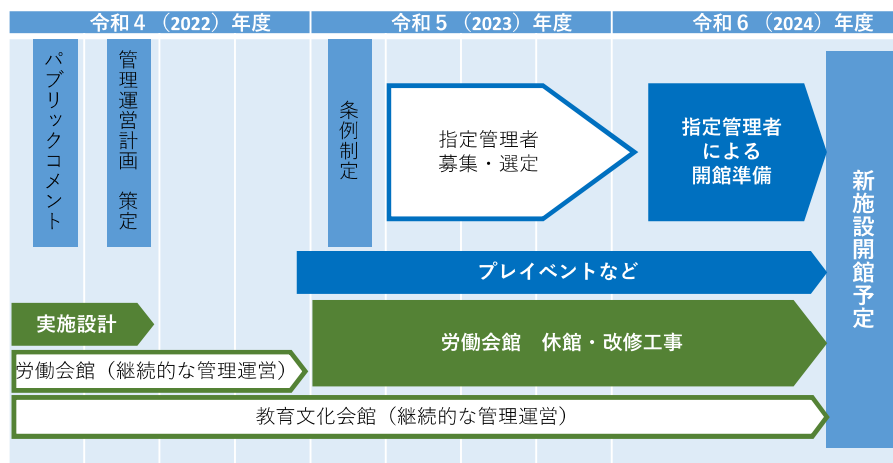 令和４（2022）年度
令和５（2023）年度
令和６（2024）年度
パブリックコメント
管理運営計画　策定
条例制定
指定管理者
募集・選定
指定管理者
による
開館準備
新施設開館予定
プレイベントなど
実施設計
労働会館　休館・改修工事
労働会館（継続的な管理運営）
教育文化会館（継続的な管理運営）